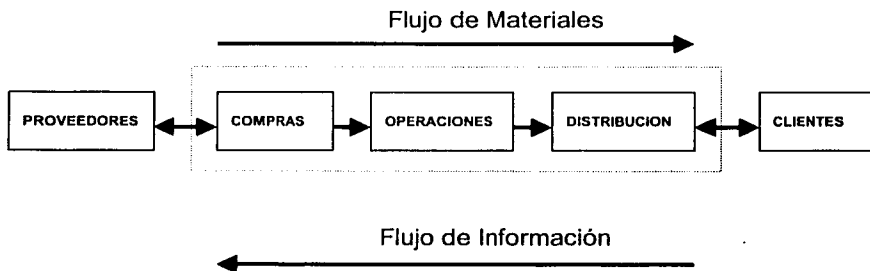 Flujo de Materiales
PROVEEDORES
COMPRAS
OPERACIONES
DISTRIBUCION
CLIENTES
Flujo de Información